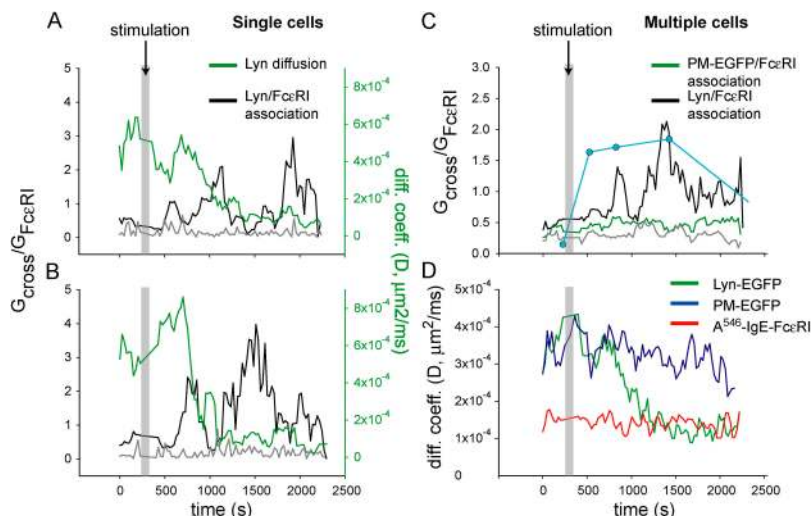 A
Single cells
stimulation
Lyn diffusion
Lyn/FcεRI
association
5
4
3
2
1
0
8x10⁻⁴
6x10⁻⁴
4x10⁻⁴
2x10⁻⁴
0
B
5
4
3
2
1
0
8x10⁻⁴
6x10⁻⁴
4x10⁻⁴
2x10⁻⁴
0
Gcross/GFcεRI
diff. coeff. (D, μm2/ms)
0 500 1000 1500 2000 2500
time (s)
C
Multiple cells
stimulation
PM-EGFP/FcεRI
association
Lyn/FcεRI
association
3.0
2.5
2.0
1.5
1.0
0.5
0.0
Gcross/GFcεRI
D
Lyn-EGFP
PM-EGFP
A⁵⁴⁶-IgE-FcεRI
5x10⁻⁴
4x10⁻⁴
3x10⁻⁴
2x10⁻⁴
1x10⁻⁴
0
diff. coeff. (D, μm²/ms)
0 500 1000 1500 2000 2500
time (s)